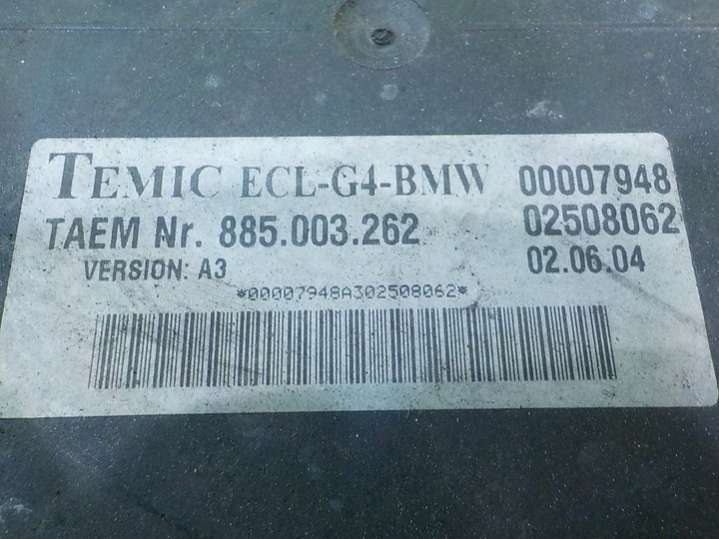 TEMIC ECL-G4-BMW 00007948
TAEM Nr. 885.003.262 02508062
VERSION: A3 02.06.04
*00007948A302508062*